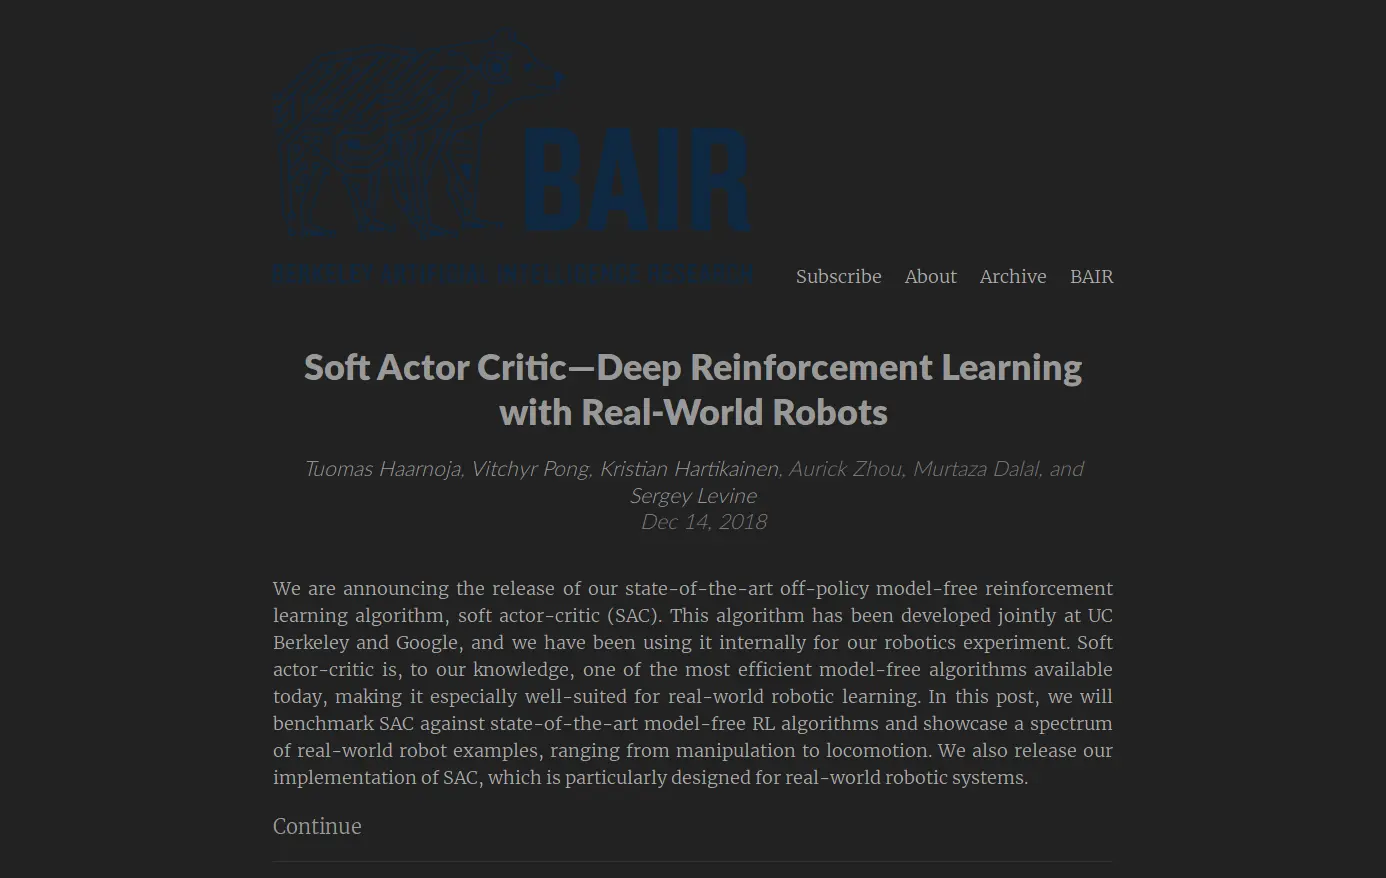 BAIR
BERKELEY ARTIFICIAL INTELLIGENCE RESEARCH
Subscribe About Archive BAIR
Soft Actor Critic—Deep Reinforcement Learning
with Real-World Robots
Tuomas Haarnoja, Vitchyr Pong, Kristian Hartikainen, Aurick Zhou, Murtaza Dalal, and
Sergey Levine
Dec 14, 2018
We are announcing the release of our state-of-the-art off-policy model-free reinforcement
learning algorithm, soft actor-critic (SAC). This algorithm has been developed jointly at UC
Berkeley and Google, and we have been using it internally for our robotics experiment. Soft
actor-critic is, to our knowledge, one of the most efficient model-free algorithms available
today, making it especially well-suited for real-world robotic learning. In this post, we will
benchmark SAC against state-of-the-art model-free RL algorithms and showcase a spectrum
of real-world robot examples, ranging from manipulation to locomotion. We also release our
implementation of SAC, which is particularly designed for real-world robotic systems.
Continue